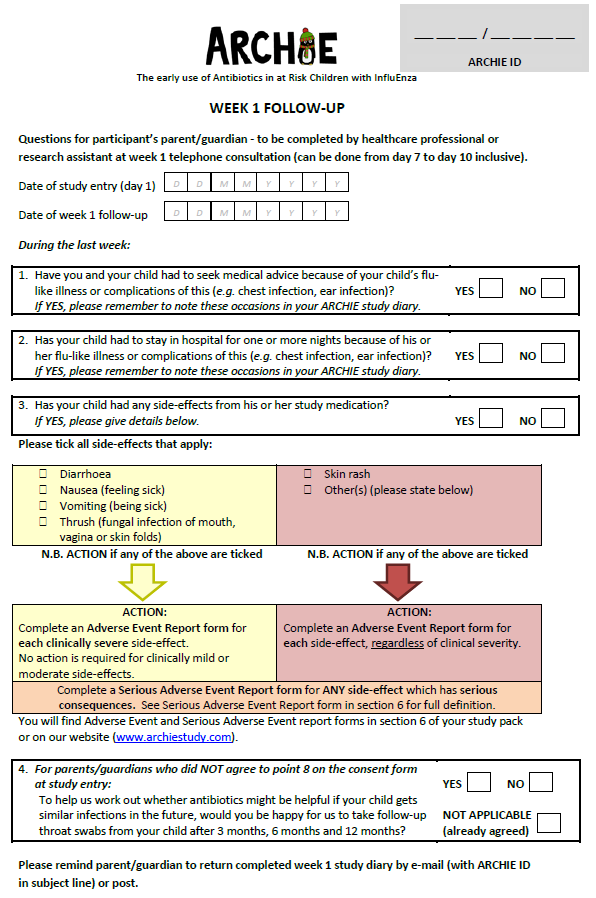 ARCHIE
___ ___ ___ / ___ ___ ___ ___
ARCHIE ID
The early use of Antibiotics in at Risk Children with InfluEnza
WEEK 1 FOLLOW-UP
Questions for participant's parent/guardian - to be completed by healthcare professional or
research assistant at week 1 telephone consultation (can be done from day 7 to day 10 inclusive).
Date of study entry (day 1) D D M M Y Y Y Y
Date of week 1 follow-up D D M M Y Y Y Y
During the last week:
1. Have you and your child had to seek medical advice because of your child's flu-
like illness or complications of this (e.g. chest infection, ear infection)?
If YES, please remember to note these occasions in your ARCHIE study diary.
YES NO
2. Has your child had to stay in hospital for one or more nights because of his or
her flu-like illness or complications of this (e.g. chest infection, ear infection)?
If YES, please remember to note these occasions in your ARCHIE study diary.
YES NO
3. Has your child had any side-effects from his or her study medication?
If YES, please give details below.
YES NO
Please tick all side-effects that apply:
☐ Diarrhoea
☐ Nausea (feeling sick)
☐ Vomiting (being sick)
☐ Thrush (fungal infection of mouth,
vagina or skin folds)
☐ Skin rash
☐ Other(s) (please state below)
N.B. ACTION if any of the above are ticked
N.B. ACTION if any of the above are ticked
ACTION:
Complete an Adverse Event Report form for
each clinically severe side-effect.
No action is required for clinically mild or
moderate side-effects.
ACTION:
Complete an Adverse Event Report form for
each side-effect, regardless of clinical severity.
Complete a Serious Adverse Event Report form for ANY side-effect which has serious
consequences. See Serious Adverse Event Report form in section 6 for full definition.
You will find Adverse Event and Serious Adverse Event report forms in section 6 of your study pack
or on our website (www.archiestudy.com).
4. For parents/guardians who did NOT agree to point 8 on the consent form
at study entry:
To help us work out whether antibiotics might be helpful if your child gets
similar infections in the future, would you be happy for us to take follow-up
throat swabs from your child after 3 months, 6 months and 12 months?
YES NO
NOT APPLICABLE
(already agreed)
Please remind parent/guardian to return completed week 1 study diary by e-mail (with ARCHIE ID
in subject line) or post.